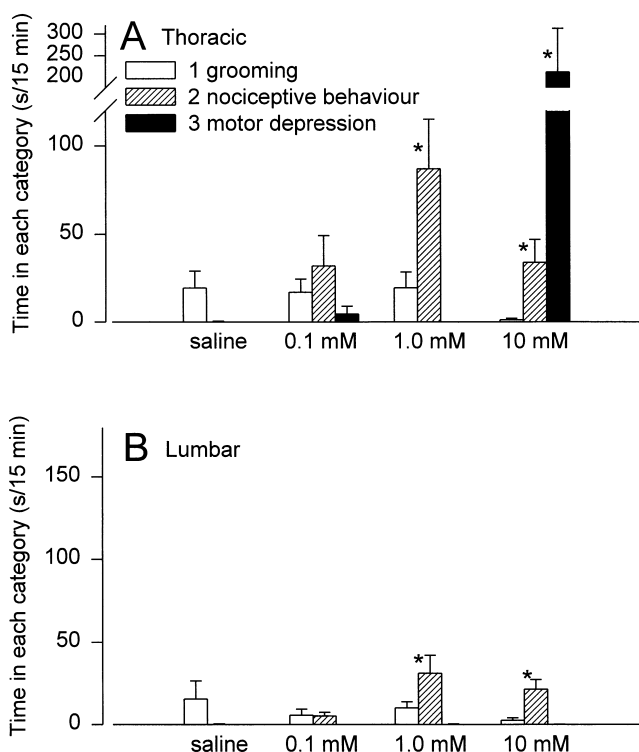 A Thoracic
1 grooming
2 nociceptive behaviour
3 motor depression
Time in each category (s/15 min)
300
250
200
100
50
0
*
*
*
saline 0.1 mM 1.0 mM 10 mM
B Lumbar
Time in each category (s/15 min)
150
100
50
0
*
*
saline 0.1 mM 1.0 mM 10 mM